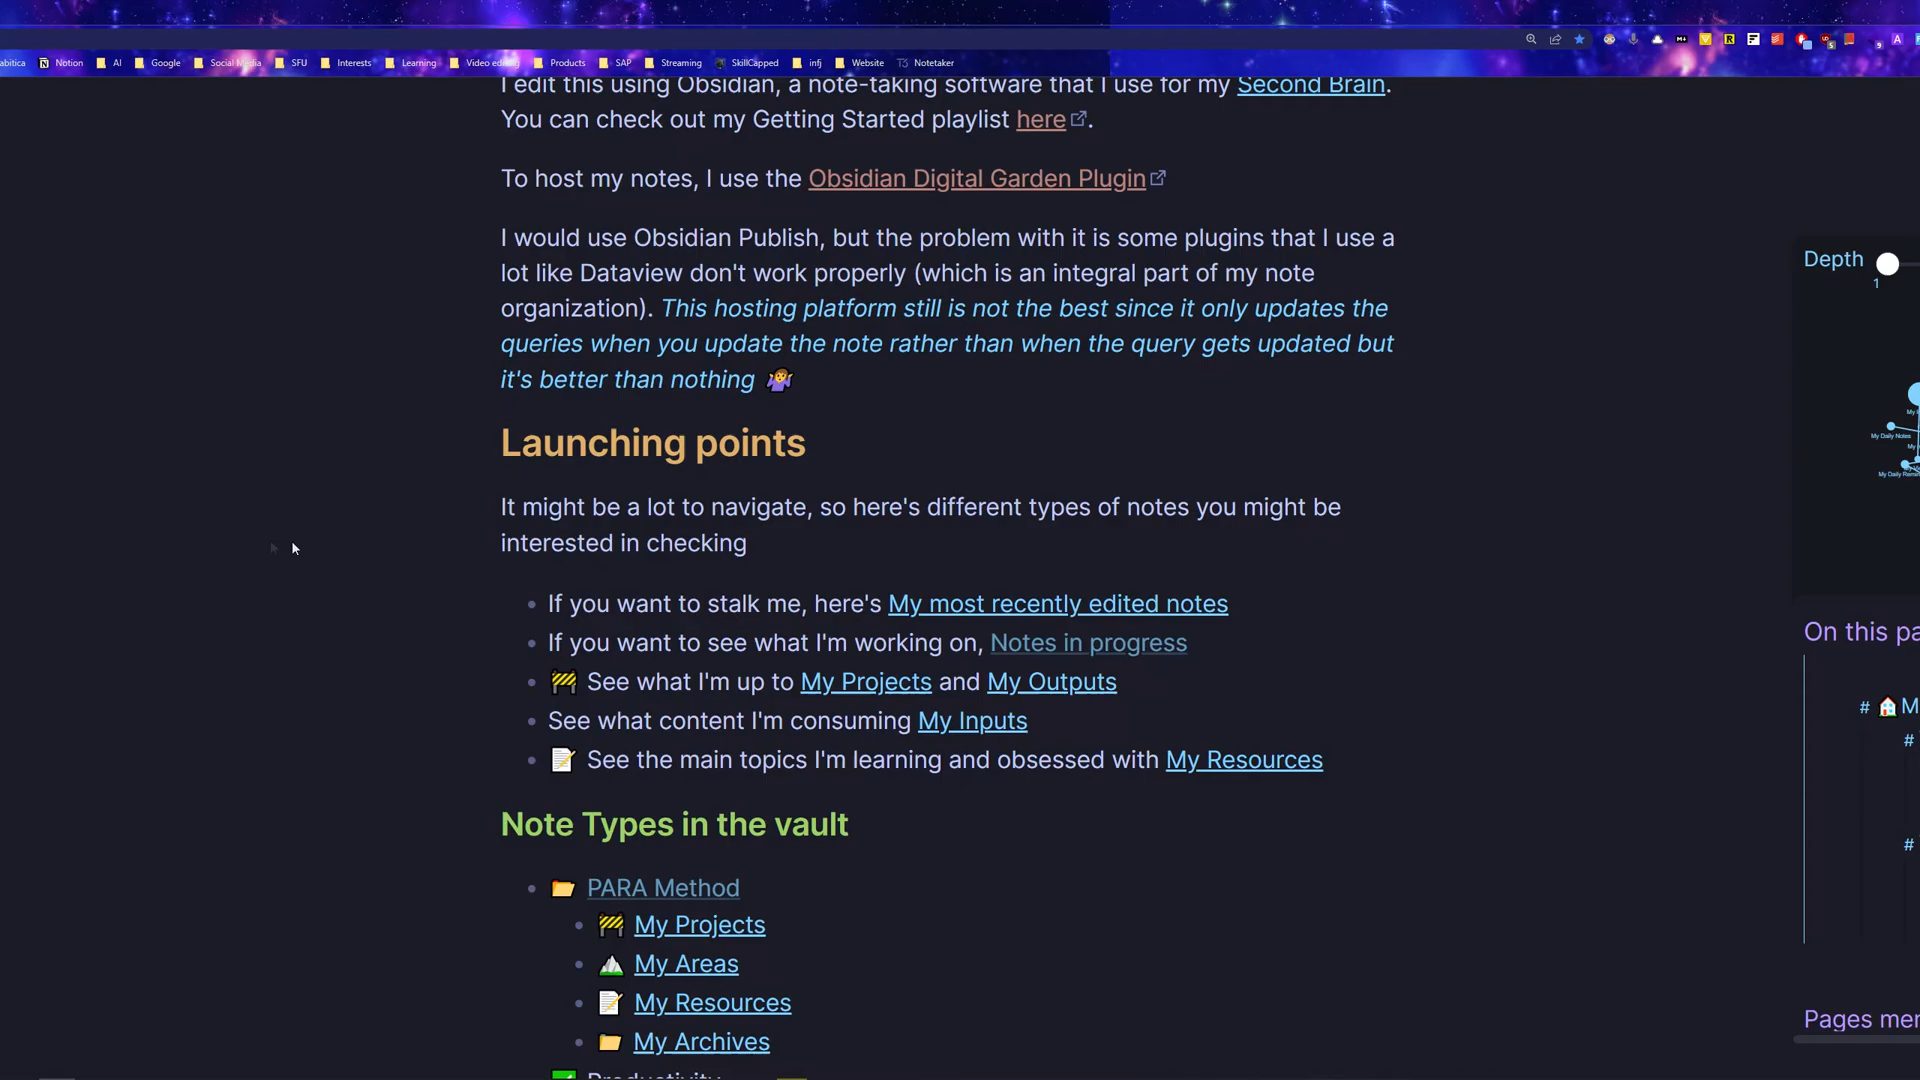 abitica Notion AI Google Social Media SFU Interests Learning Video editing Products SAP Streaming SkillCapped infj Website Notetaker
I edit this using Obsidian, a note-taking software that I use for my Second Brain.
You can check out my Getting Started playlist here.
To host my notes, I use the Obsidian Digital Garden Plugin
I would use Obsidian Publish, but the problem with it is some plugins that I use a
lot like Dataview don't work properly (which is an integral part of my note
organization). This hosting platform still is not the best since it only updates the
queries when you update the note rather than when the query gets updated but
it's better than nothing 🤷‍♀️
Launching points
It might be a lot to navigate, so here's different types of notes you might be
interested in checking
• If you want to stalk me, here's My most recently edited notes
• If you want to see what I'm working on, Notes in progress
• 🚧 See what I'm up to My Projects and My Outputs
• See what content I'm consuming My Inputs
• 📝 See the main topics I'm learning and obsessed with My Resources
Note Types in the vault
• 📂 PARA Method
• 🚧 My Projects
• My Areas
• 📝 My Resources
• 📁 My Archives
Productivity
Depth
1
My Daily Notes
On this pa
# 🏠 M
#
#
Pages men